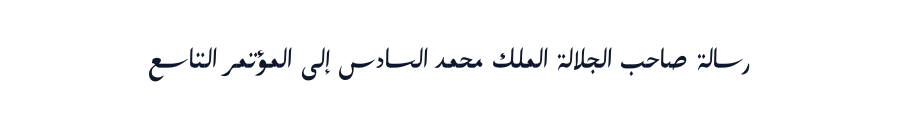 رسالة صاحب الجلالة الملك محمد السادس إلى المؤتمر التاسع